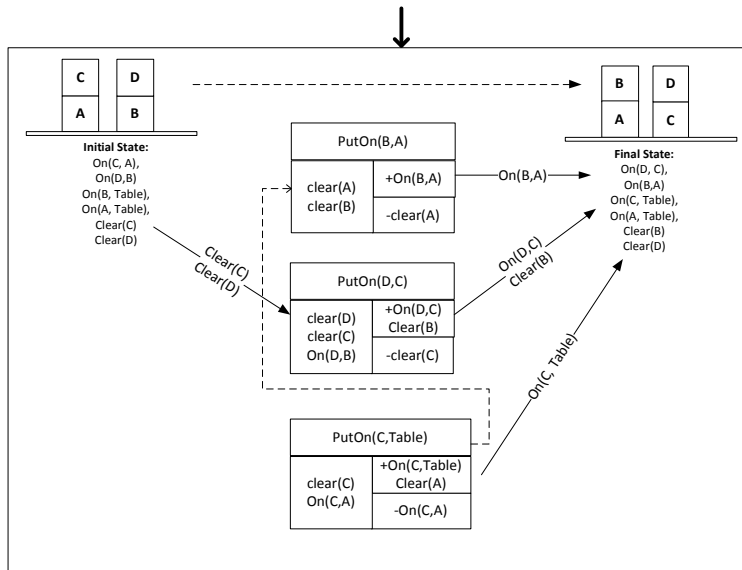 C
D
A
B
Initial State:
On(C, A),
On(D,B)
On(B, Table),
On(A, Table),
Clear(C)
Clear(D)
B
D
A
C
Final State:
On(D, C),
On(B,A)
On(C, Table),
On(A, Table),
Clear(B)
Clear(D)
PutOn(B,A)
clear(A)
clear(B)
+On(B,A)
-clear(A)
On(B,A)
Clear(C)
Clear(D)
PutOn(D,C)
clear(D)
clear(C)
On(D,B)
+On(D,C)
Clear(B)
-clear(C)
On(D,C)
Clear(B)
PutOn(C,Table)
clear(C)
On(C,A)
+On(C,Table)
Clear(A)
-On(C,A)
On(C, Table)